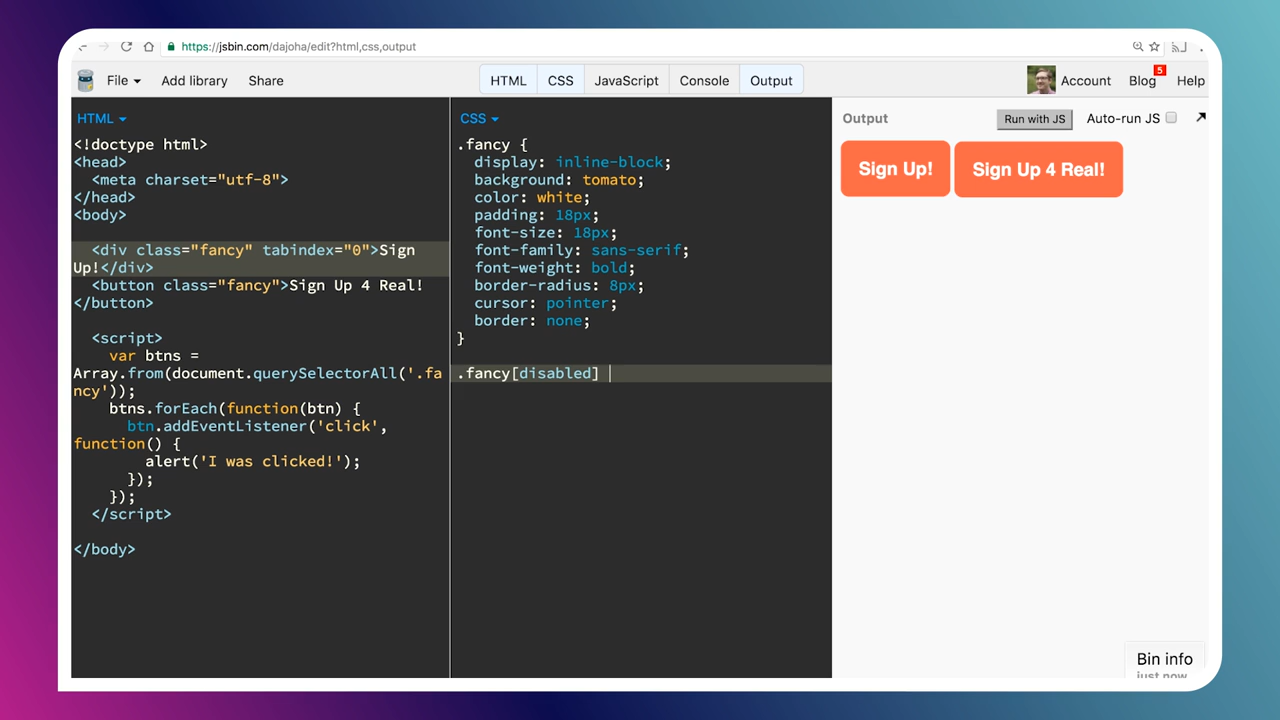 https://jsbin.com/dajoha/edit?html,css,output
File Add library Share HTML CSS JavaScript Console Output Account Blog 5 Help
HTML
<!doctype html>
<head>
<meta charset="utf-8">
</head>
<body>
<div class="fancy" tabindex="0">Sign
Up!</div>
<button class="fancy">Sign Up 4 Real!
</button>
<script>
var btns =
Array.from(document.querySelectorAll('.fa
ncy'));
btns.forEach(function(btn) {
btn.addEventListener('click',
function() {
alert('I was clicked!');
});
});
</script>
</body>
CSS
.fancy {
display: inline-block;
background: tomato;
color: white;
padding: 18px;
font-size: 18px;
font-family: sans-serif;
font-weight: bold;
border-radius: 8px;
cursor: pointer;
border: none;
}
.fancy[disabled]
Output Run with JS Auto-run JS
Sign Up! Sign Up 4 Real!
Bin info
just now